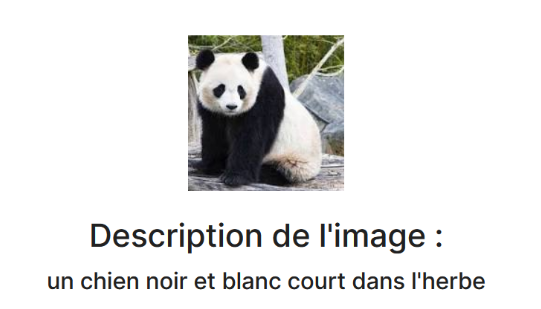 Description de l'image :
un chien noir et blanc court dans l'herbe